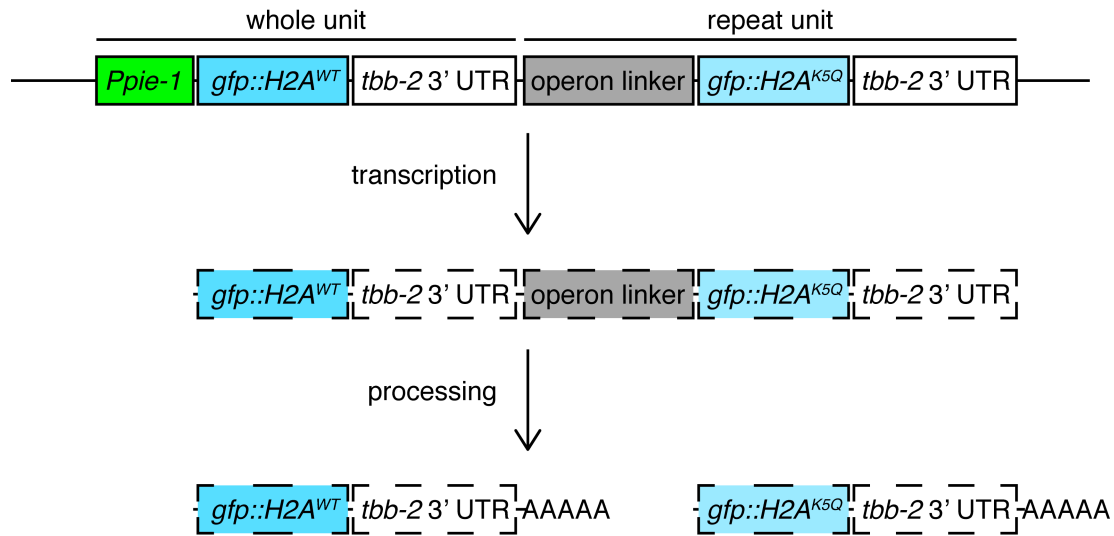 whole unit repeat unit
Ppie-1 gfp::H2AWT tbb-2 3’ UTR operon linker gfp::H2AK5Q tbb-2 3’ UTR
transcription
gfp::H2AWT tbb-2 3’ UTR operon linker gfp::H2AK5Q tbb-2 3’ UTR
processing
gfp::H2AWT tbb-2 3’ UTR AAAAA gfp::H2AK5Q tbb-2 3’ UTR AAAAA